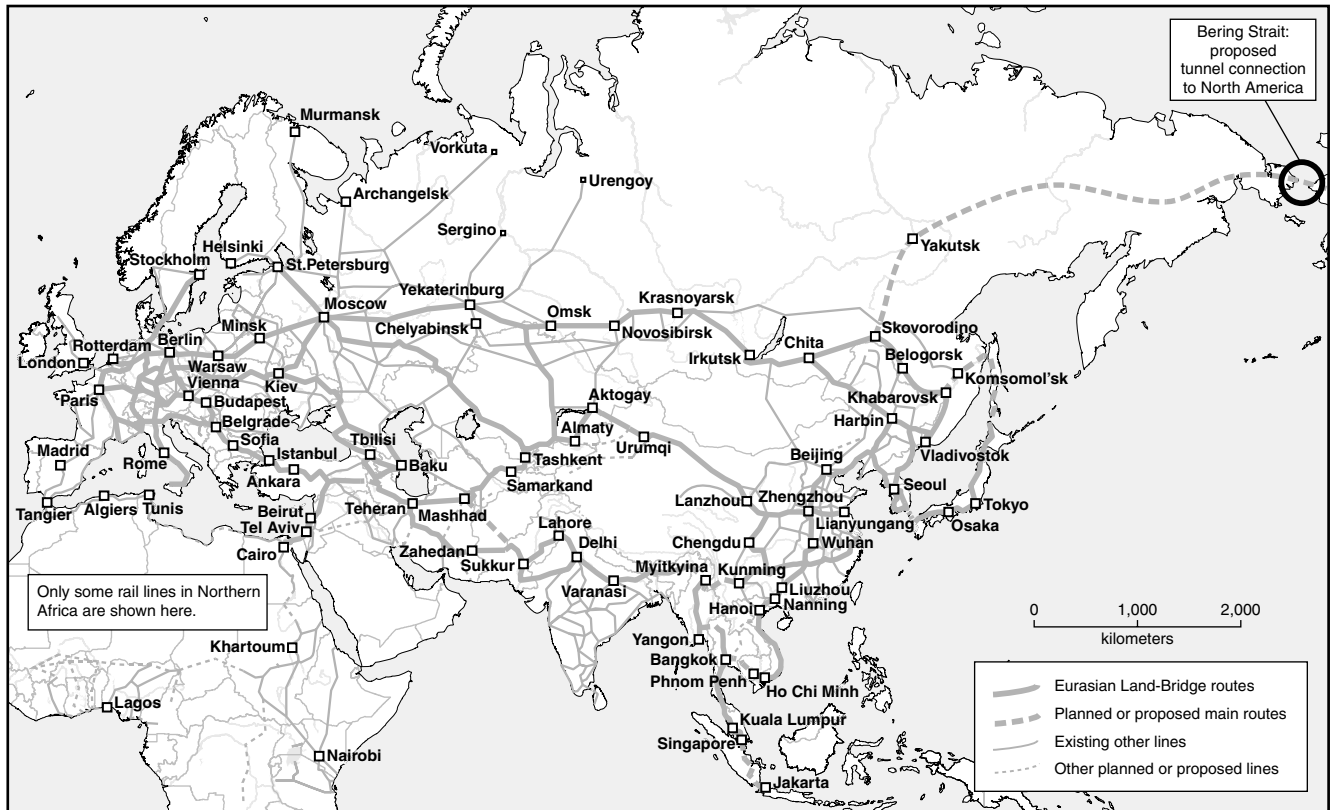 Bering Strait:
proposed
tunnel connection
to North America
Murmansk
Vorkuta
Urengoy
Archangelsk
Sergino
Yakutsk
Helsinki
Stockholm
St.Petersburg
Yekaterinburg
Krasnoyarsk
Moscow
Omsk
Chelyabinsk
Novosibirsk
Skovorodino
Minsk
Berlin
Rotterdam
London
Chita
Irkutsk
Belogorsk
Warsaw
Vienna
Kiev
Komsomol'sk
Paris
Budapest
Aktogay
Khabarovsk
Belgrade
Almaty
Harbin
Sofia
Tbilisi
Urumqi
Madrid
Istanbul
Vladivostok
Rome
Baku
Tashkent
Beijing
Ankara
Samarkand
Seoul
Tangier
Algiers
Tunis
Beirut
Teheran
Mashhad
Lanzhou
Zhengzhou
Tokyo
Tel Aviv
Lahore
Lianyungang
Osaka
Cairo
Zahedan
Delhi
Chengdu
Wuhan
Sukkur
Myitkyina
Kunming
Varanasi
Liuzhou
Nanning
Hanoi
Only some rail lines in Northern
Africa are shown here.
0 1,000 2,000
kilometers
Khartoum
Yangon
Bangkok
Phnom Penh
Ho Chi Minh
Lagos
Kuala Lumpur
Singapore
Nairobi
Jakarta
Eurasian Land-Bridge routes
Planned or proposed main routes
Existing other lines
Other planned or proposed lines